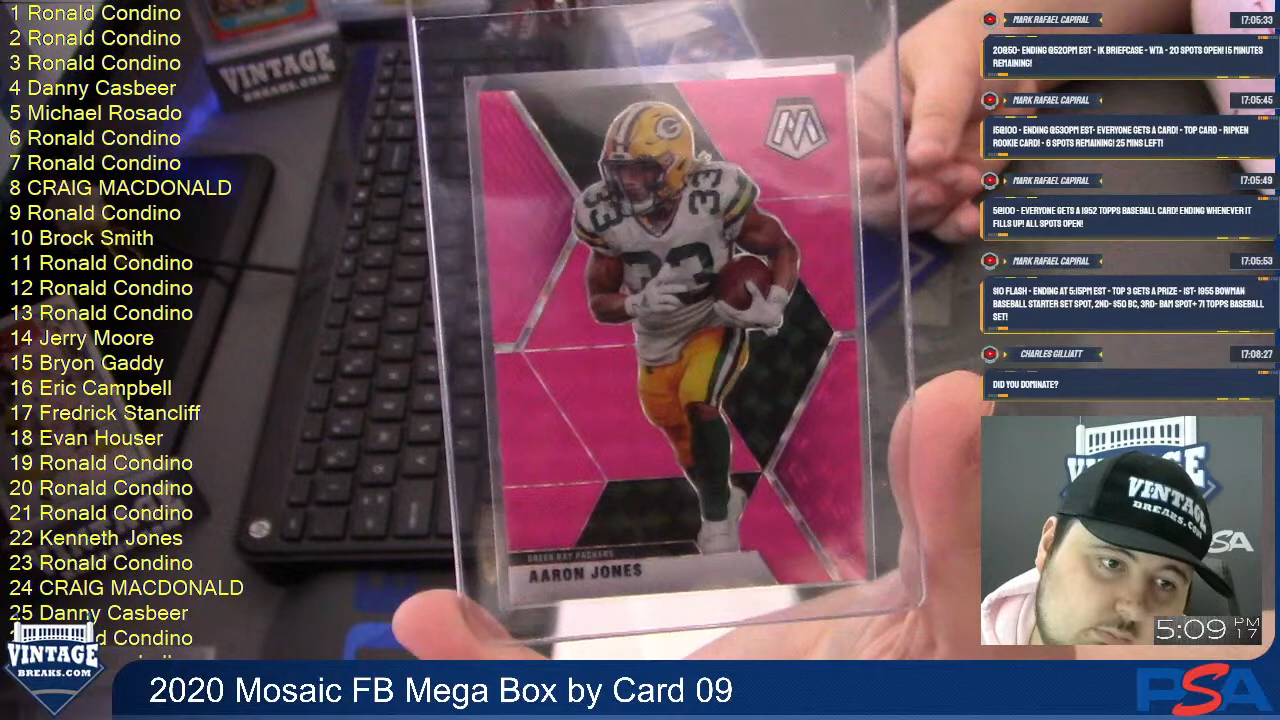 1 Ronald Condino
2 Ronald Condino
3 Ronald Condino
4 Danny Casbeer
5 Michael Rosado
6 Ronald Condino
7 Ronald Condino
8 CRAIG MACDONALD
9 Ronald Condino
10 Brock Smith
11 Ronald Condino
12 Ronald Condino
13 Ronald Condino
14 Jerry Moore
15 Bryon Gaddy
16 Eric Campbell
17 Fredrick Stancliff
18 Evan Houser
19 Ronald Condino
20 Ronald Condino
21 Ronald Condino
22 Kenneth Jones
23 Ronald Condino
24 CRAIG MACDONALD
25 Danny Casbeer
Condino
VINTAGE
BREAKS.COM
VINTAGE
BREAKS.COM
33
33
33
G
M
GREEN BAY PACKERS
AARON JONES
MARK RAFAEL CAPIRAL 17:05:33
20@50- ENDING @520PM EST - 1K BRIEFCASE - WTA - 20 SPOTS OPEN! 15 MINUTES
REMAINING!
MARK RAFAEL CAPIRAL 17:05:45
15@100 - ENDING @530PM EST- EVERYONE GETS A CARD! - TOP CARD - RIPKEN
ROOKIE CARD! - 6 SPOTS REMAINING! 25 MINS LEFT!
MARK RAFAEL CAPIRAL 17:05:49
5@100 - EVERYONE GETS A 1952 TOPPS BASEBALL CARD! ENDING WHENEVER IT
FILLS UP! ALL SPOTS OPEN!
MARK RAFAEL CAPIRAL 17:05:53
$10 FLASH - ENDING AT 5:15PM EST - TOP 3 GETS A PRIZE - 1ST- 1955 BOWMAN
BASEBALL STARTER SET SPOT, 2ND- $50 BC, 3RD- BAM SPOT+ 71 TOPPS BASEBALL
SET!
CHARLES GILLIATT 17:08:27
DID YOU DOMINATE?
VINTAGE
BREAKS.COM
PSA
5:09 PM
17
2020 Mosaic FB Mega Box by Card 09
PSA